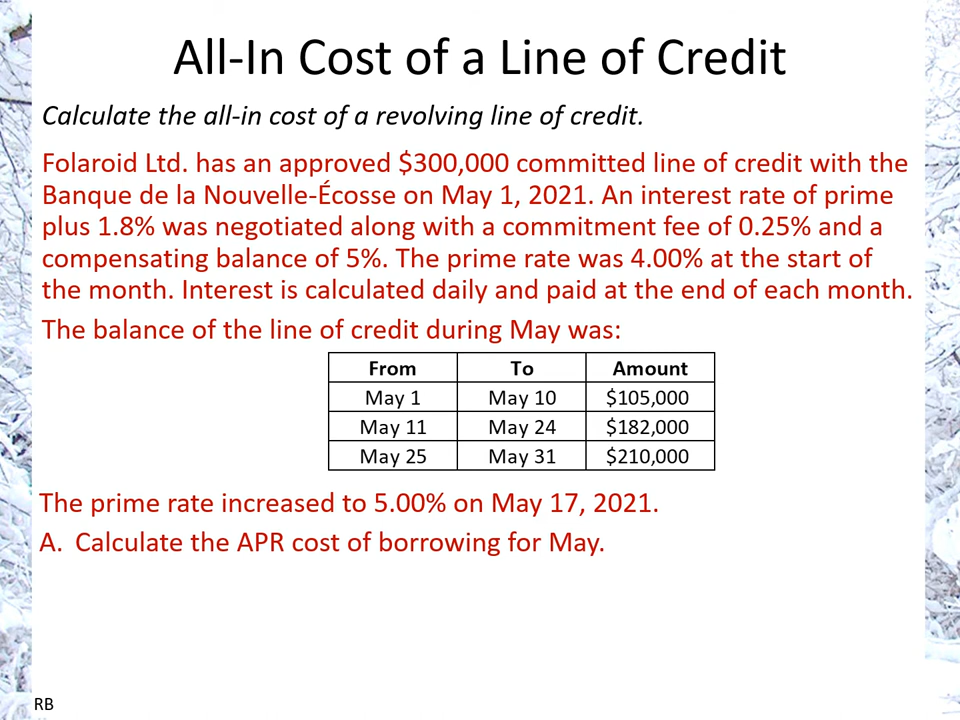 All-In Cost of a Line of Credit
Calculate the all-in cost of a revolving line of credit.
Folaroid Ltd. has an approved $300,000 committed line of credit with the
Banque de la Nouvelle-Écosse on May 1, 2021. An interest rate of prime
plus 1.8% was negotiated along with a commitment fee of 0.25% and a
compensating balance of 5%. The prime rate was 4.00% at the start of
the month. Interest is calculated daily and paid at the end of each month.
The balance of the line of credit during May was:
From To Amount
May 1 May 10 $105,000
May 11 May 24 $182,000
May 25 May 31 $210,000
The prime rate increased to 5.00% on May 17, 2021.
A. Calculate the APR cost of borrowing for May.
RB